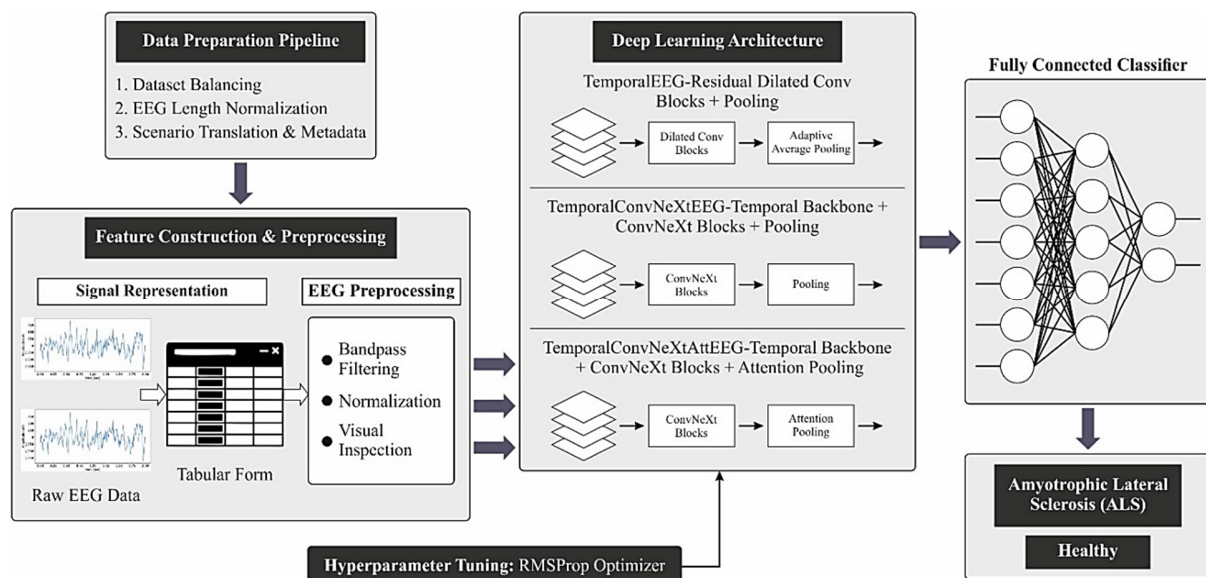 Data Preparation Pipeline
1. Dataset Balancing
2. EEG Length Normalization
3. Scenario Translation & Metadata
Feature Construction & Preprocessing
Signal Representation
EEG Preprocessing
Raw EEG Data
Tabular Form
● Bandpass
Filtering
● Normalization
● Visual
Inspection
Deep Learning Architecture
TemporalEEG-Residual Dilated Conv
Blocks + Pooling
Dilated Conv
Blocks
Adaptive
Average Pooling
TemporalConvNeXtEEG-Temporal Backbone +
ConvNeXt Blocks + Pooling
ConvNeXt
Blocks
Pooling
TemporalConvNeXtAttEEG-Temporal Backbone
+ ConvNeXt Blocks + Attention Pooling
ConvNeXt
Blocks
Attention
Pooling
Hyperparameter Tuning: RMSProp Optimizer
Fully Connected Classifier
Amyotrophic Lateral
Sclerosis (ALS)
Healthy